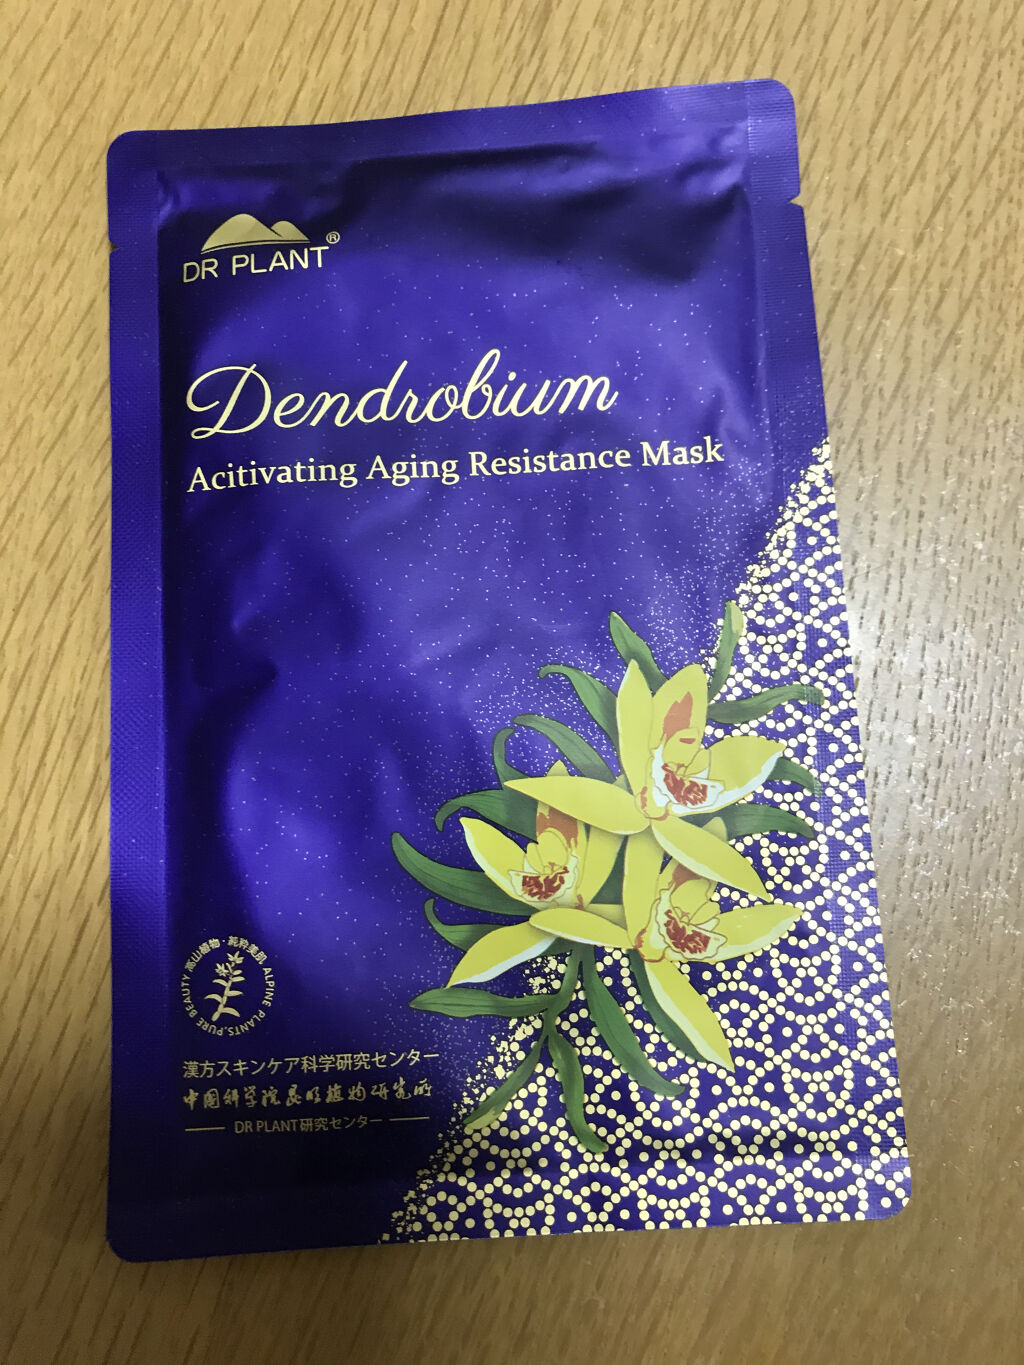 DR PLANT®
Dendrobium
Acitivating Aging Resistance Mask
高山植物・純粋美肌 ALPINE PLANTS.PURE BEAUTY
漢方スキンケア科学研究センター
中国科学院昆明植物研究所
DR PLANT研究センター